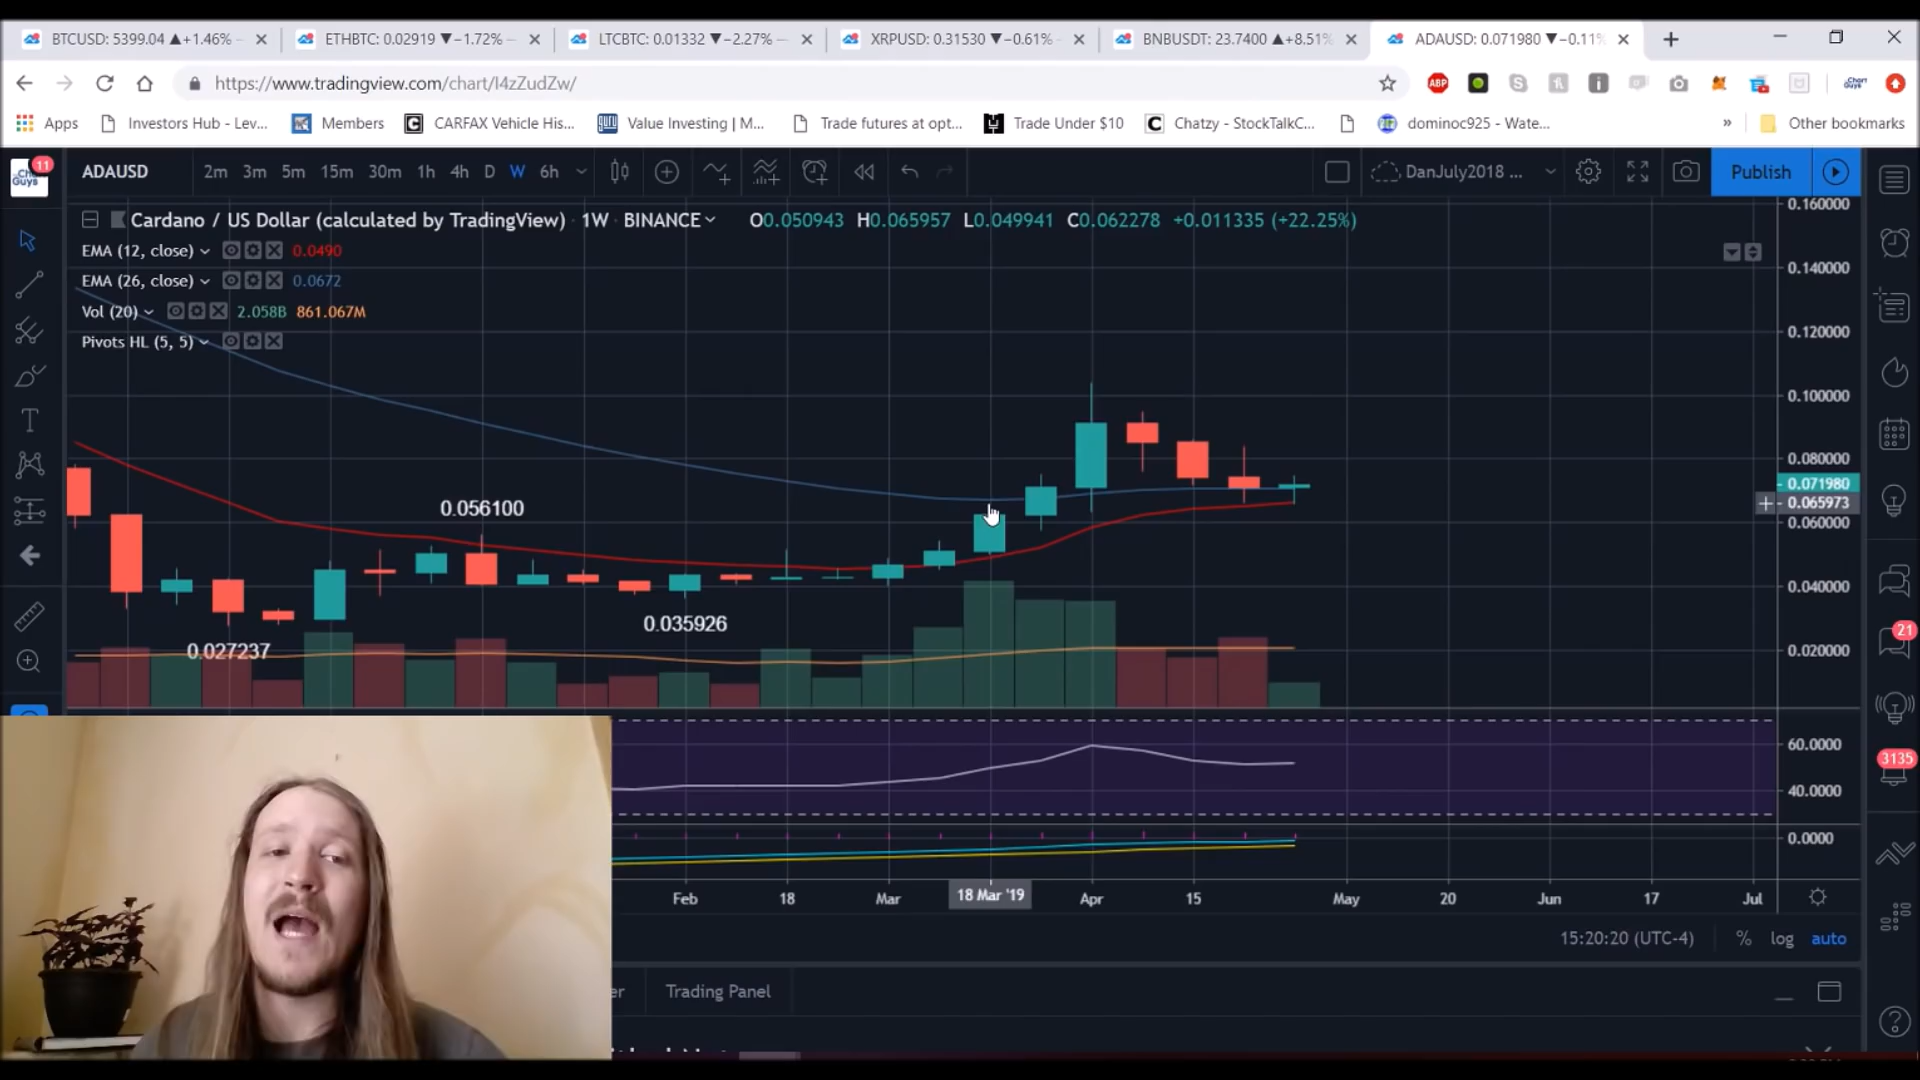 BTCUSD: 5399.04 ▲+1.46%
ETHBTC: 0.02919 ▼−1.72% —
LTCBTC: 0.01332 ▼−2.27% —
XRPUSD: 0.31530 ▼−0.61%
BNBUSDT: 23.7400 ▲+8.51%
ADAUSD: 0.071980 ▼−0.11%
https://www.tradingview.com/chart/I4zZudZw/
ABP
Apps
Investors Hub - Lev...
Members
CARFAX Vehicle His...
Value Investing | M...
Trade futures at opt...
Trade Under $10
Chatzy - StockTalkC...
dominoc925 - Wate...
»
Other bookmarks
11
ADAUSD
2m 3m 5m 15m 30m 1h 4h D W 6h
DanJuly2018 ...
Publish
Cardano / US Dollar (calculated by TradingView) · 1W · BINANCE
O0.050943 H0.065957 L0.049941 C0.062278 +0.011335 (+22.25%)
EMA (12, close) 0.0490
EMA (26, close) 0.0672
Vol (20) 2.058B 861.067M
Pivots HL (5, 5)
0.160000
0.140000
0.120000
0.100000
0.080000
0.071980
0.065973
0.060000
0.040000
0.020000
0.056100
0.035926
0.027237
60.0000
40.0000
0.0000
21
3135
Feb 18 Mar 18 Mar '19 Apr 15 May 20 Jun 17 Jul
15:20:20 (UTC-4) % log auto
er
Trading Panel